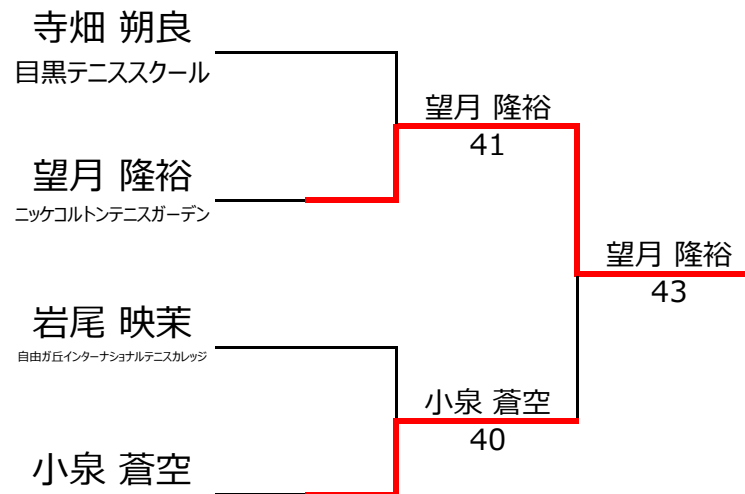 寺畑 朔良
目黒テニススクール
望月 隆裕
41
望月 隆裕
ニッケコルトンテニスガーデン
望月 隆裕
43
岩尾 映茉
自由ガ丘インターナショナルテニスカレッジ
小泉 蒼空
40
小泉 蒼空